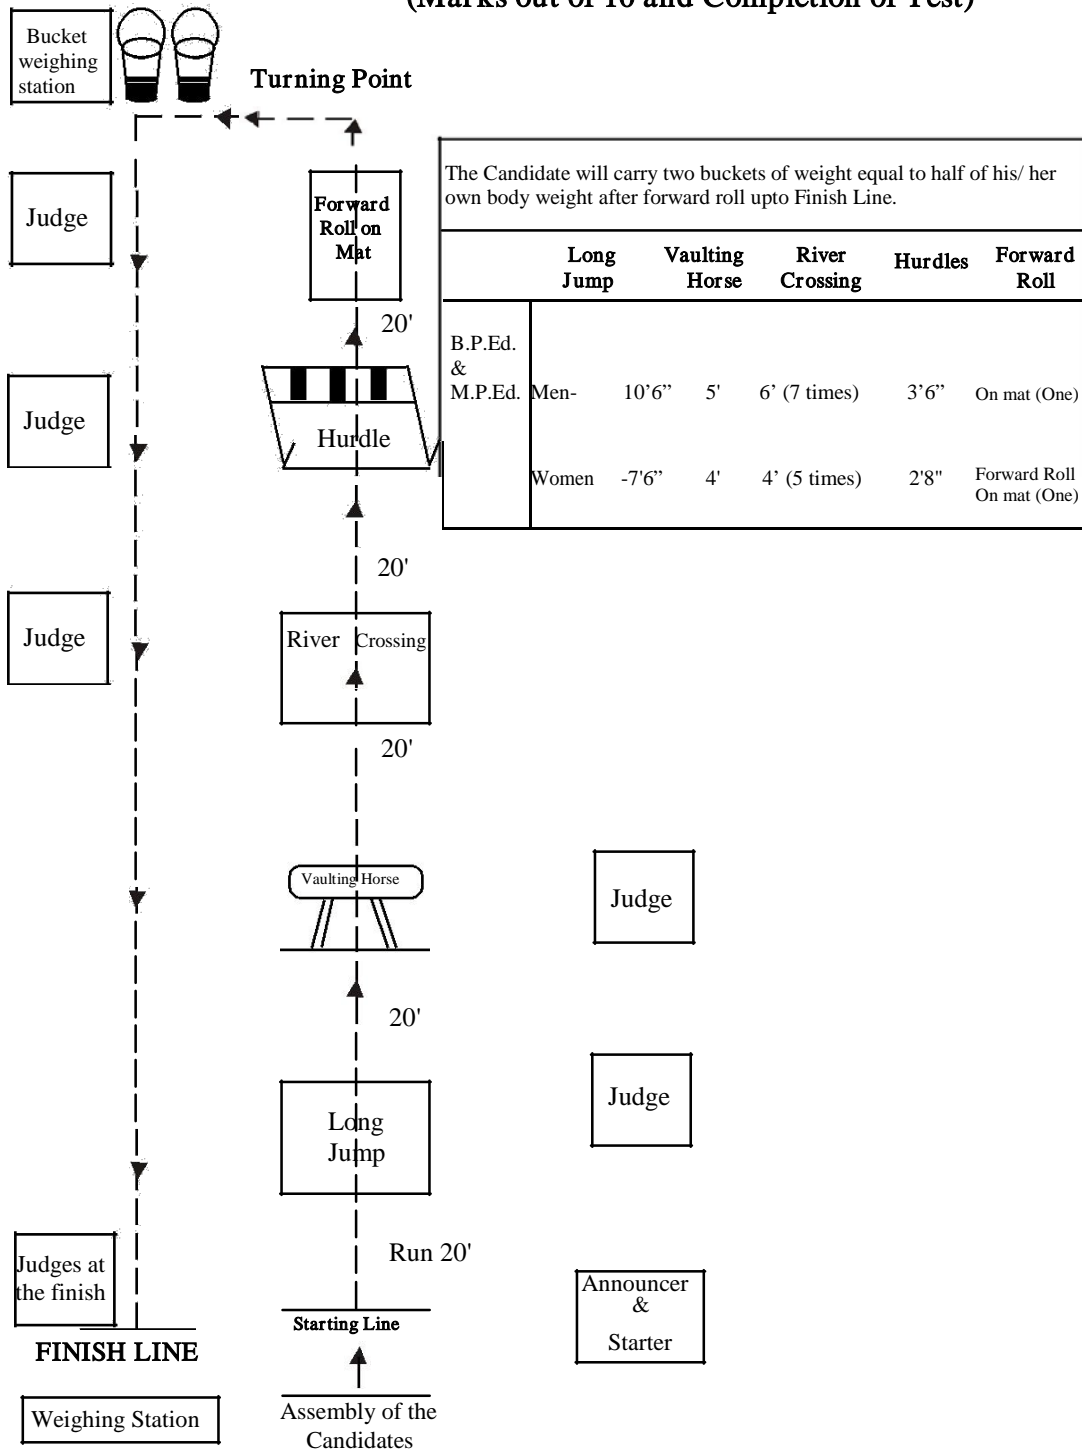 (Marks out of 10 and Completion of Test)
Bucket
weighing
station
Turning Point
The Candidate will carry two buckets of weight equal to half of his/ her
own body weight after forward roll upto Finish Line.
Long Jump Vaulting Horse River Crossing Hurdles Forward Roll
B.P.Ed.
&
M.P.Ed. Men- 10'6” 5' 6’ (7 times) 3’6” On mat (One)
Women -7'6” 4' 4’ (5 times) 2'8" Forward Roll
On mat (One)
Judge
Forward
Roll on
Mat
20'
Judge
Hurdle
20'
Judge
River Crossing
20'
Vaulting Horse
Judge
20'
Judge
Long
Jump
Run 20'
Judges at
the finish
Announcer
&
Starter
Starting Line
FINISH LINE
Weighing Station
Assembly of the
Candidates